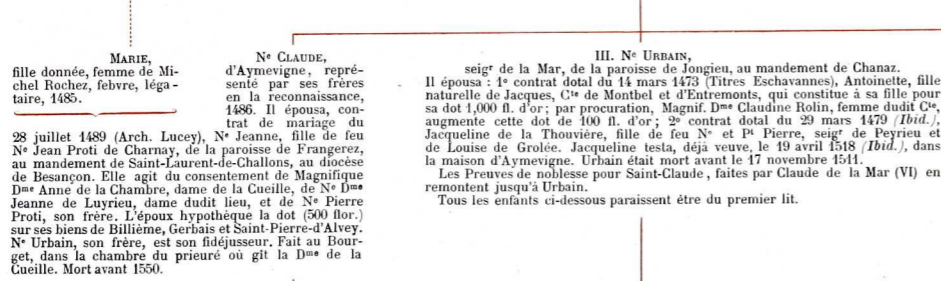 MARIE,
fille donnée, femme de Mi-
chel Rochez, febvre, léga-
taire, 1485.
Ne CLAUDE,
d'Aymevigne, repré-
senté par ses frères
en la reconnaissance,
1486. Il épousa, con-
trat de mariage du
28 juillet 1489 (Arch. Lucey), Ne Jeanne, fille de feu
Ne Jean Proti de Charnay, de la paroisse de Frangerez,
au mandement de Saint-Laurent-de-Challons, au diocèse
de Besançon. Elle agit du consentement de Magnifique
Dme Anne de la Chambre, dame de la Cueille, de Ne Dme
Jeanne de Luyrieu, dame dudit lieu, et de Ne Pierre
Proti, son frère. L'époux hypothèque la dot (500 flor.)
sur ses biens de Billième, Gerbais et Saint-Pierre-d'Alvey.
Ne Urbain, son frère, est son fidéjusseur. Fait au Bour-
get, dans la chambre du prieuré où gît la Dme de la
Cueille. Mort avant 1550.
III. Ne URBAIN,
seigr de la Mar, de la paroisse de Jongieu, au mandement de Chanaz.
Il épousa : 1º contrat dotal du 14 mars 1473 (Titres Eschavannes), Antoinette, fille
naturelle de Jacques, Cte de Montbel et d'Entremonts, qui constitue à sa fille pour
sa dot 1,000 fl. d'or; par procuration, Magnif. Dme Claudine Rolin, femme dudit Cte,
augmente cette dot de 100 fl. d'or; 2º contrat dotal du 29 mars 1479 (Ibid.),
Jacqueline de la Thouvière, fille de feu Ne et Pt Pierre, seigr de Peyrieu et
de Louise de Grolée. Jacqueline testa, déjà veuve, le 19 avril 1518 (Ibid.), dans
la maison d'Aymevigne. Urbain était mort avant le 17 novembre 1511.
Les Preuves de noblesse pour Saint-Claude, faites par Claude de la Mar (VI) en
remontent jusqu'à Urbain.
Tous les enfants ci-dessous paraissent être du premier lit.